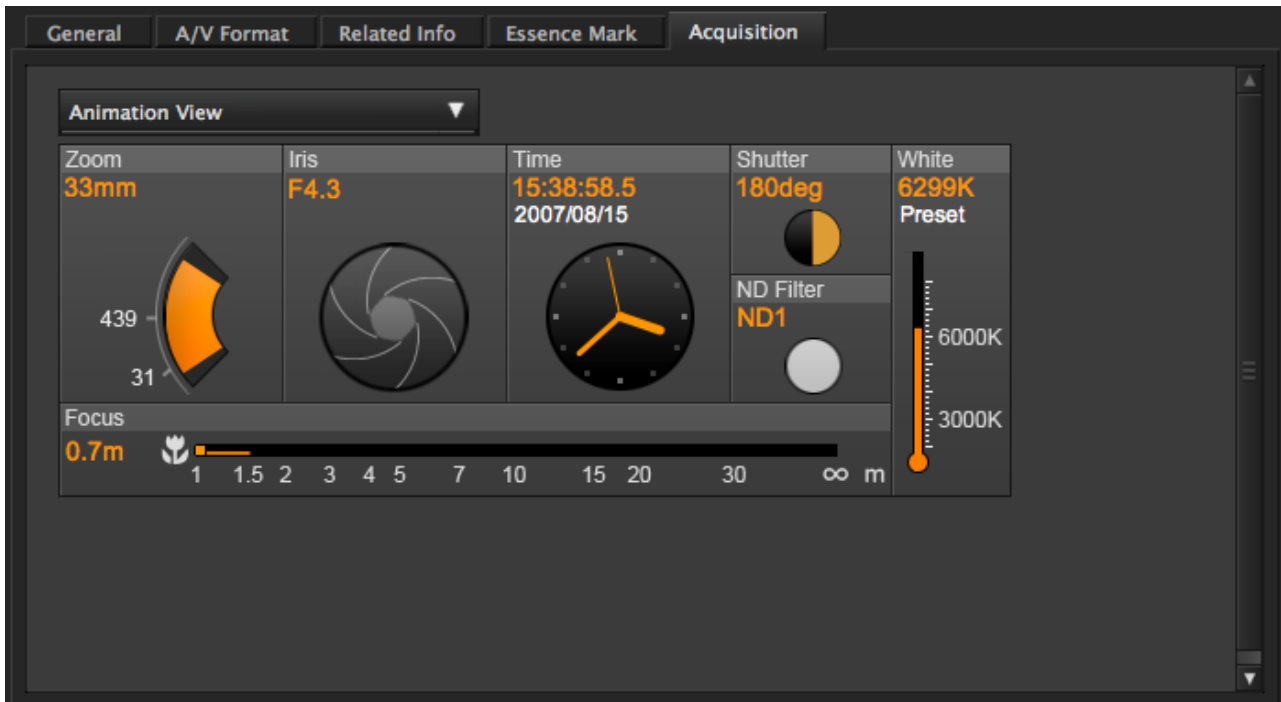 General A/V Format Related Info Essence Mark Acquisition
Animation View
Zoom Iris Time Shutter White
33mm F4.3 15:38:58.5 180deg 6299K
2007/08/15 Preset
ND Filter
ND1
439
6000K
31
3000K
Focus
0.7m
1 1.5 2 3 4 5 7 10 15 20 30 ∞ m